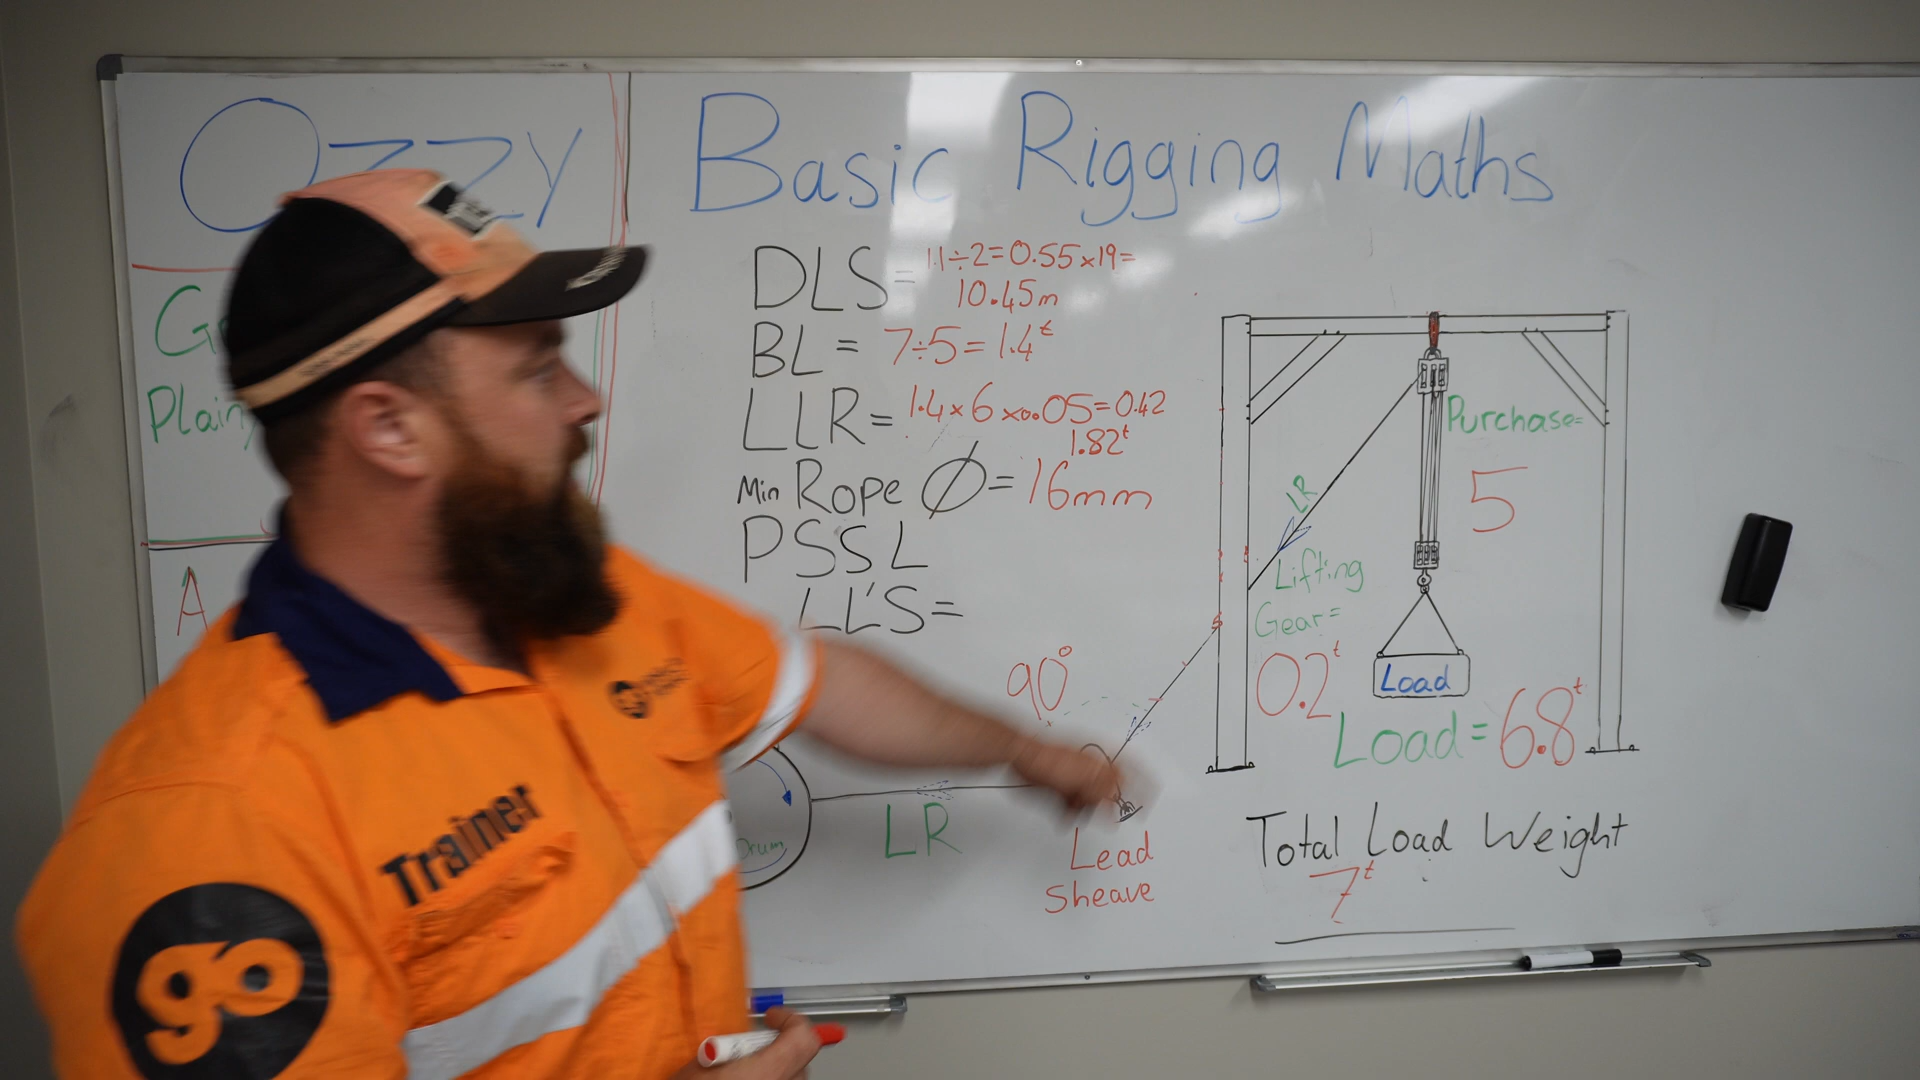 Ozzy
Basic Rigging Maths
DLS = 1.1÷2=0.55×19=
10.45m
BL = 7÷5=1.4t
LLR= 1.4×6×0.05=0.42
1.82t
Min Rope Ø= 16mm
PSSL
LL'S=
Plain
A
Purchase=
5
LR
Lifting
Gear=
0.2t
Load
Load=6.8t
90°
Drum
LR
Lead
Sheave
Total Load Weight
7t
Trainer
go